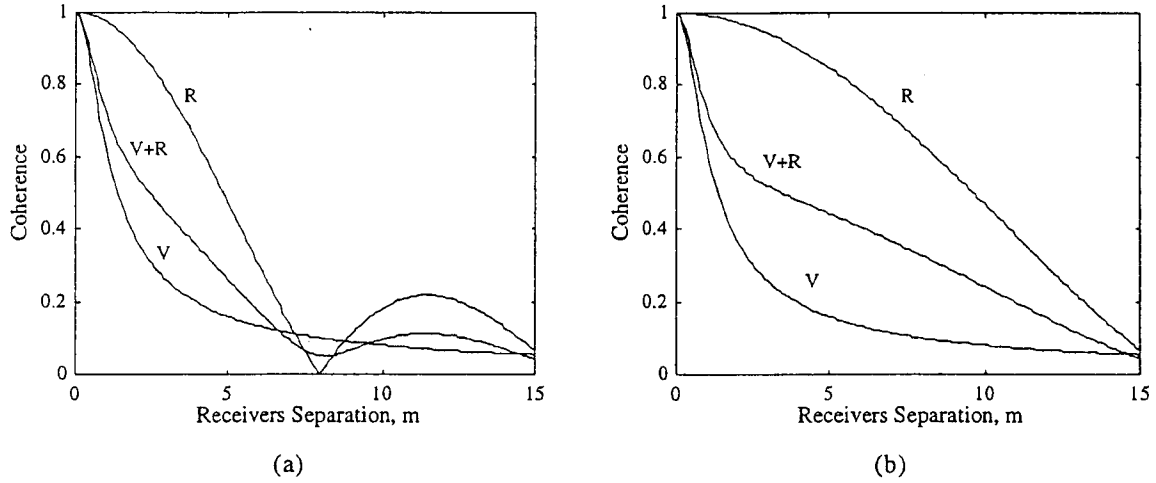 1
0.8
0.6
0.4
0.2
0
Coherence
R
V+R
V
0 5 10 15
Receivers Separation, m
(a)
1
0.8
0.6
0.4
0.2
0
Coherence
R
V+R
V
0 5 10 15
Receivers Separation, m
(b)